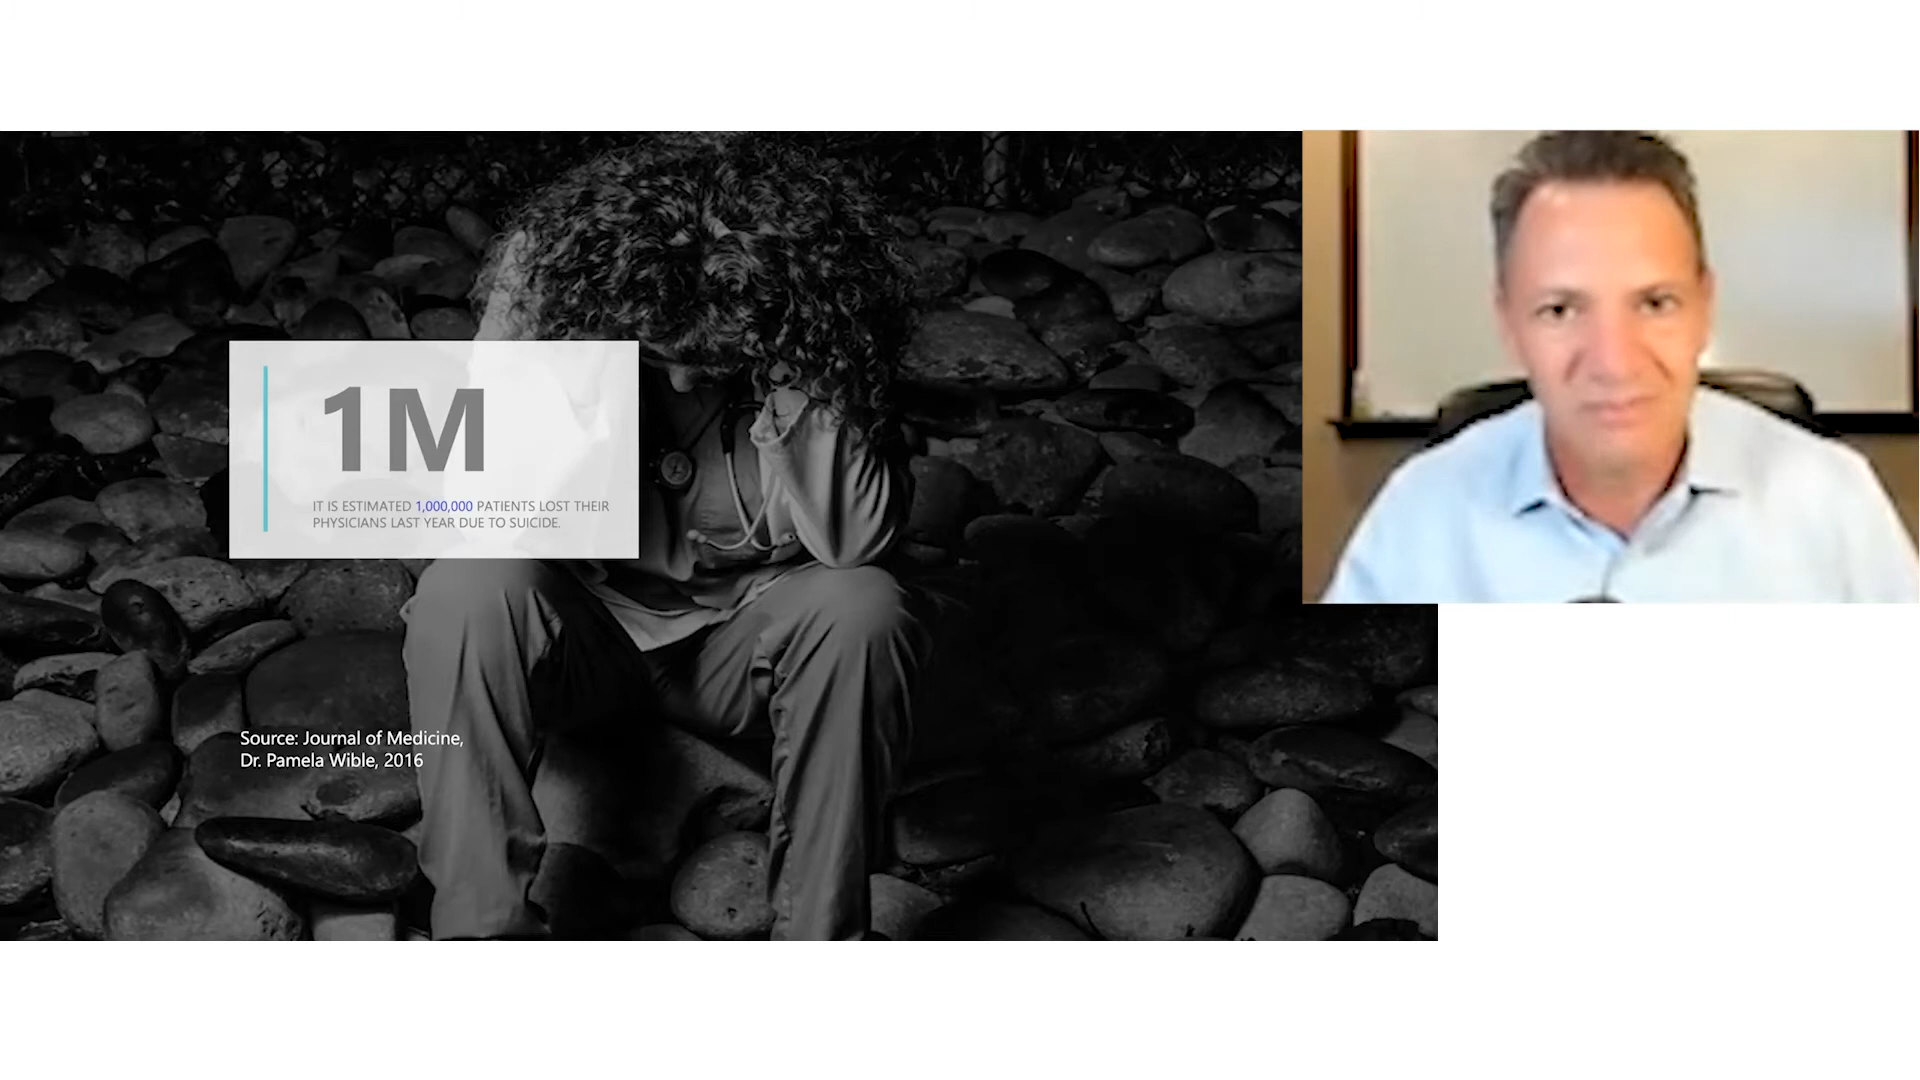 1M
IT IS ESTIMATED 1,000,000 PATIENTS LOST THEIR
PHYSICIANS LAST YEAR DUE TO SUICIDE.
Source: Journal of Medicine,
Dr. Pamela Wible, 2016